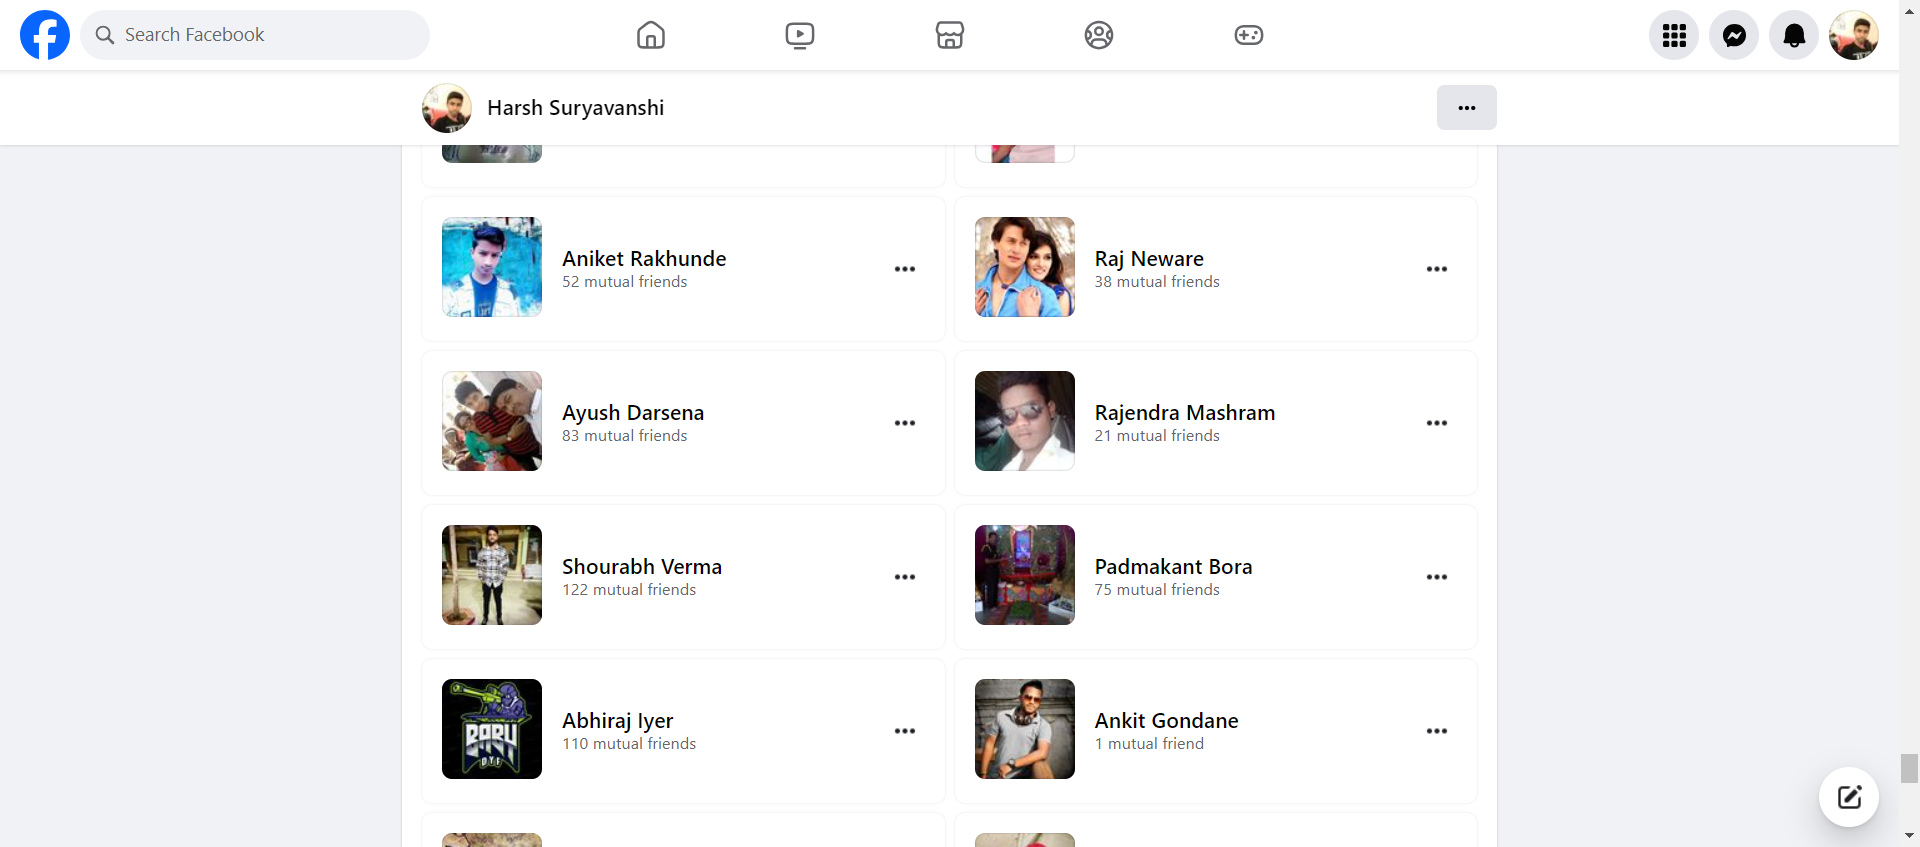 Search Facebook
Harsh Suryavanshi
Aniket Rakhunde
52 mutual friends
Raj Neware
38 mutual friends
Ayush Darsena
83 mutual friends
Rajendra Mashram
21 mutual friends
Shourabh Verma
122 mutual friends
Padmakant Bora
75 mutual friends
Abhiraj Iyer
110 mutual friends
Ankit Gondane
1 mutual friend